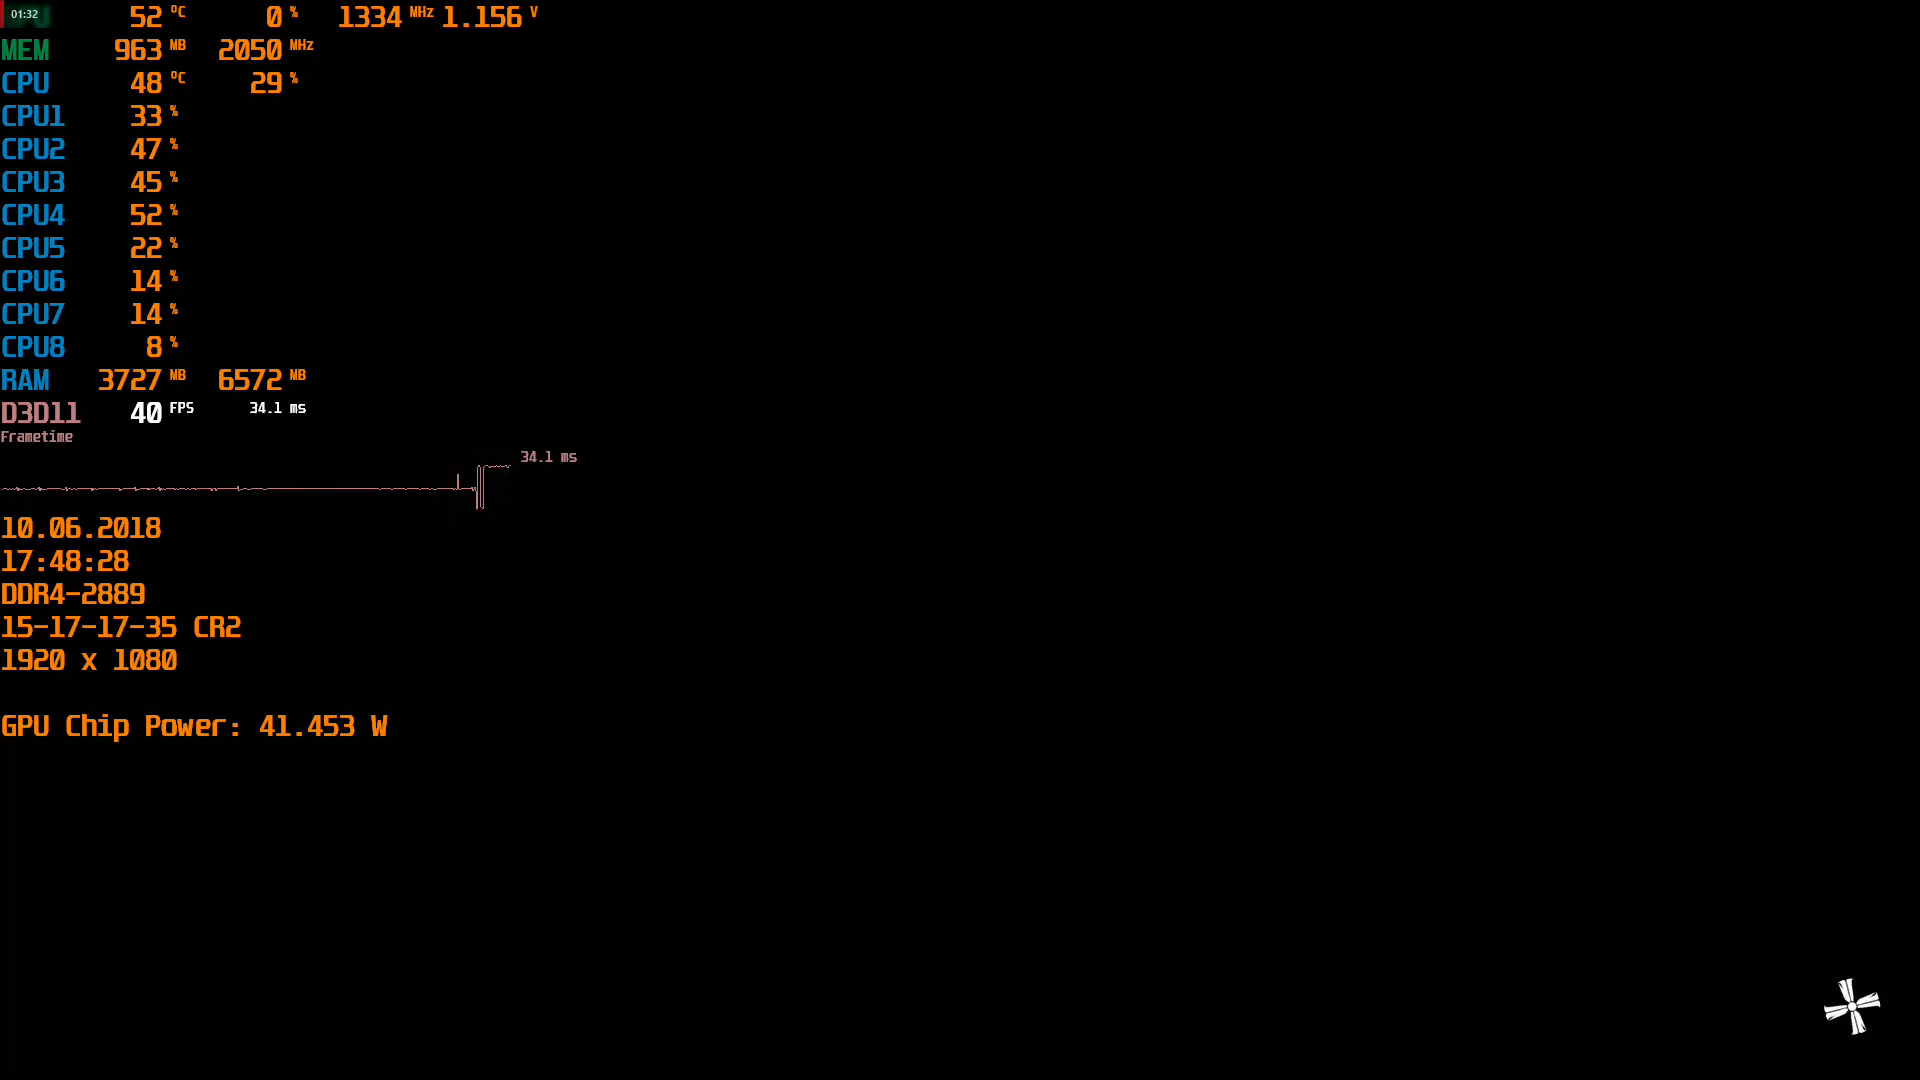 01:32
52 °C 0 % 1334 MHz 1.156 V
MEM 963 MB 2050 MHz
CPU 48 °C 29 %
CPU1 33 %
CPU2 47 %
CPU3 45 %
CPU4 52 %
CPU5 22 %
CPU6 14 %
CPU7 14 %
CPU8 8 %
RAM 3727 MB 6572 MB
D3D11 40 FPS 34.1 ms
Frametime
34.1 ms
10.06.2018
17:48:28
DDR4-2889
15-17-17-35 CR2
1920 x 1080
GPU Chip Power: 41.453 W